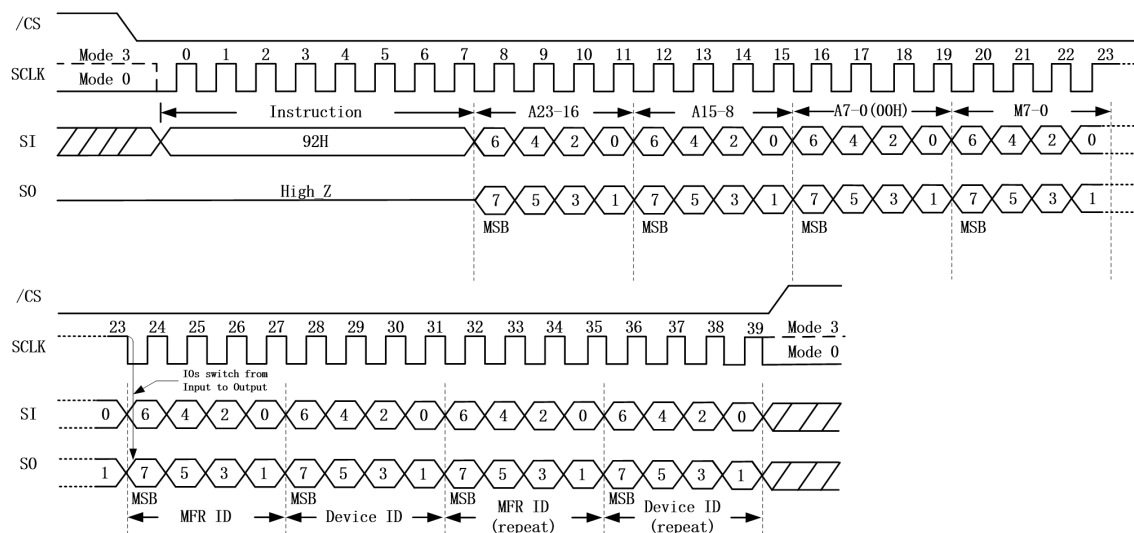 /CS
Mode 3 0 1 2 3 4 5 6 7 8 9 10 11 12 13 14 15 16 17 18 19 20 21 22 23
SCLK
Mode 0
Instruction A23-16 A15-8 A7-0(00H) M7-0
SI 92H 6 4 2 0 6 4 2 0 6 4 2 0 6 4 2 0
SO High_Z 7 5 3 1 7 5 3 1 7 5 3 1 7 5 3 1
MSB MSB MSB MSB
/CS
23 24 25 26 27 28 29 30 31 32 33 34 35 36 37 38 39 Mode 3
SCLK
Mode 0
IOs switch from
Input to Output
SI 0 6 4 2 0 6 4 2 0 6 4 2 0 6 4 2 0
SO 1 7 5 3 1 7 5 3 1 7 5 3 1 7 5 3 1
MSB MSB MSB MSB
MFR ID Device ID MFR ID Device ID
(repeat) (repeat)